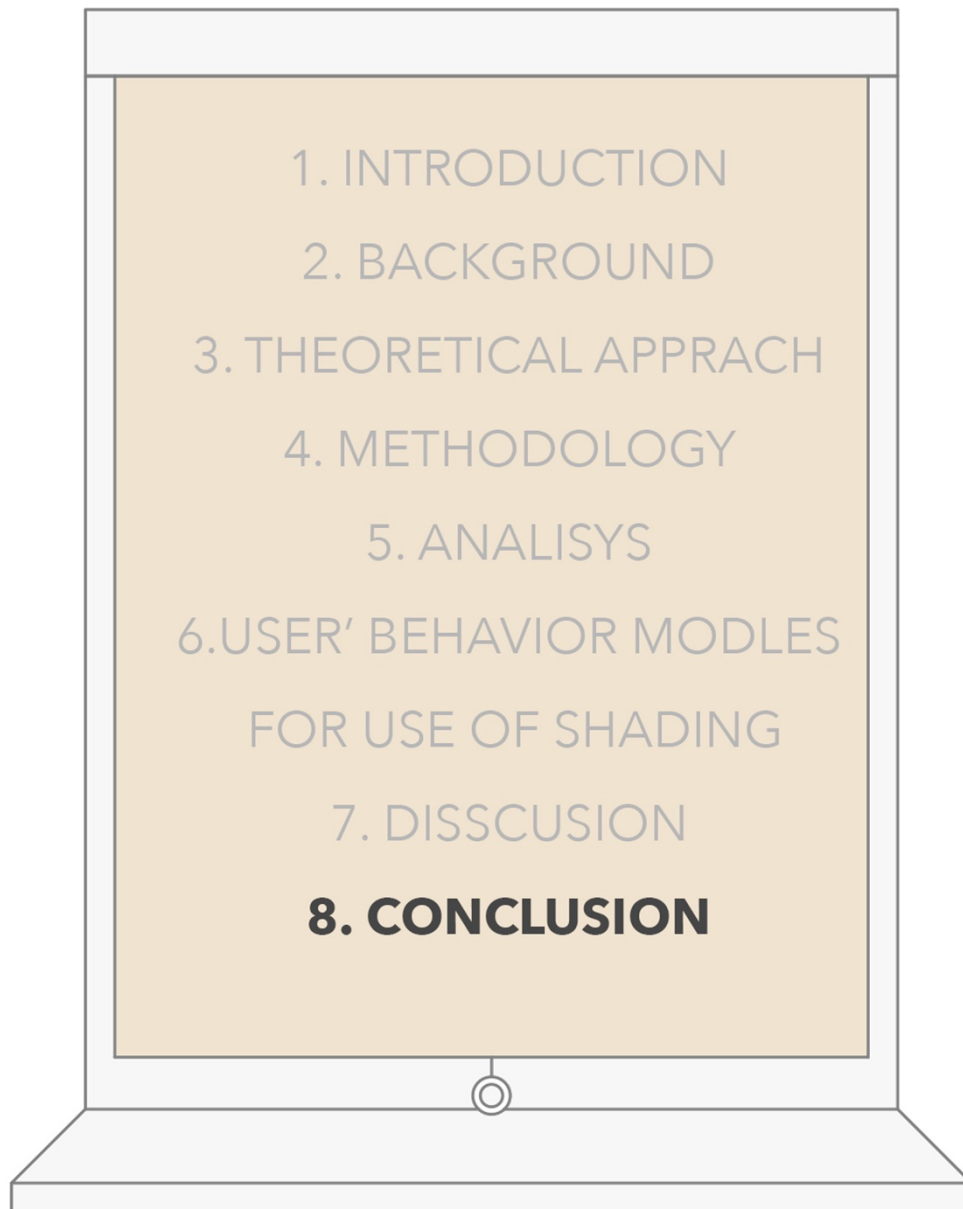 1. INTRODUCTION
2. BACKGROUND
3. THEORETICAL APPRACH
4. METHODOLOGY
5. ANALISYS
6.USER’ BEHAVIOR MODLES
FOR USE OF SHADING
7. DISSCUSION
8. CONCLUSION